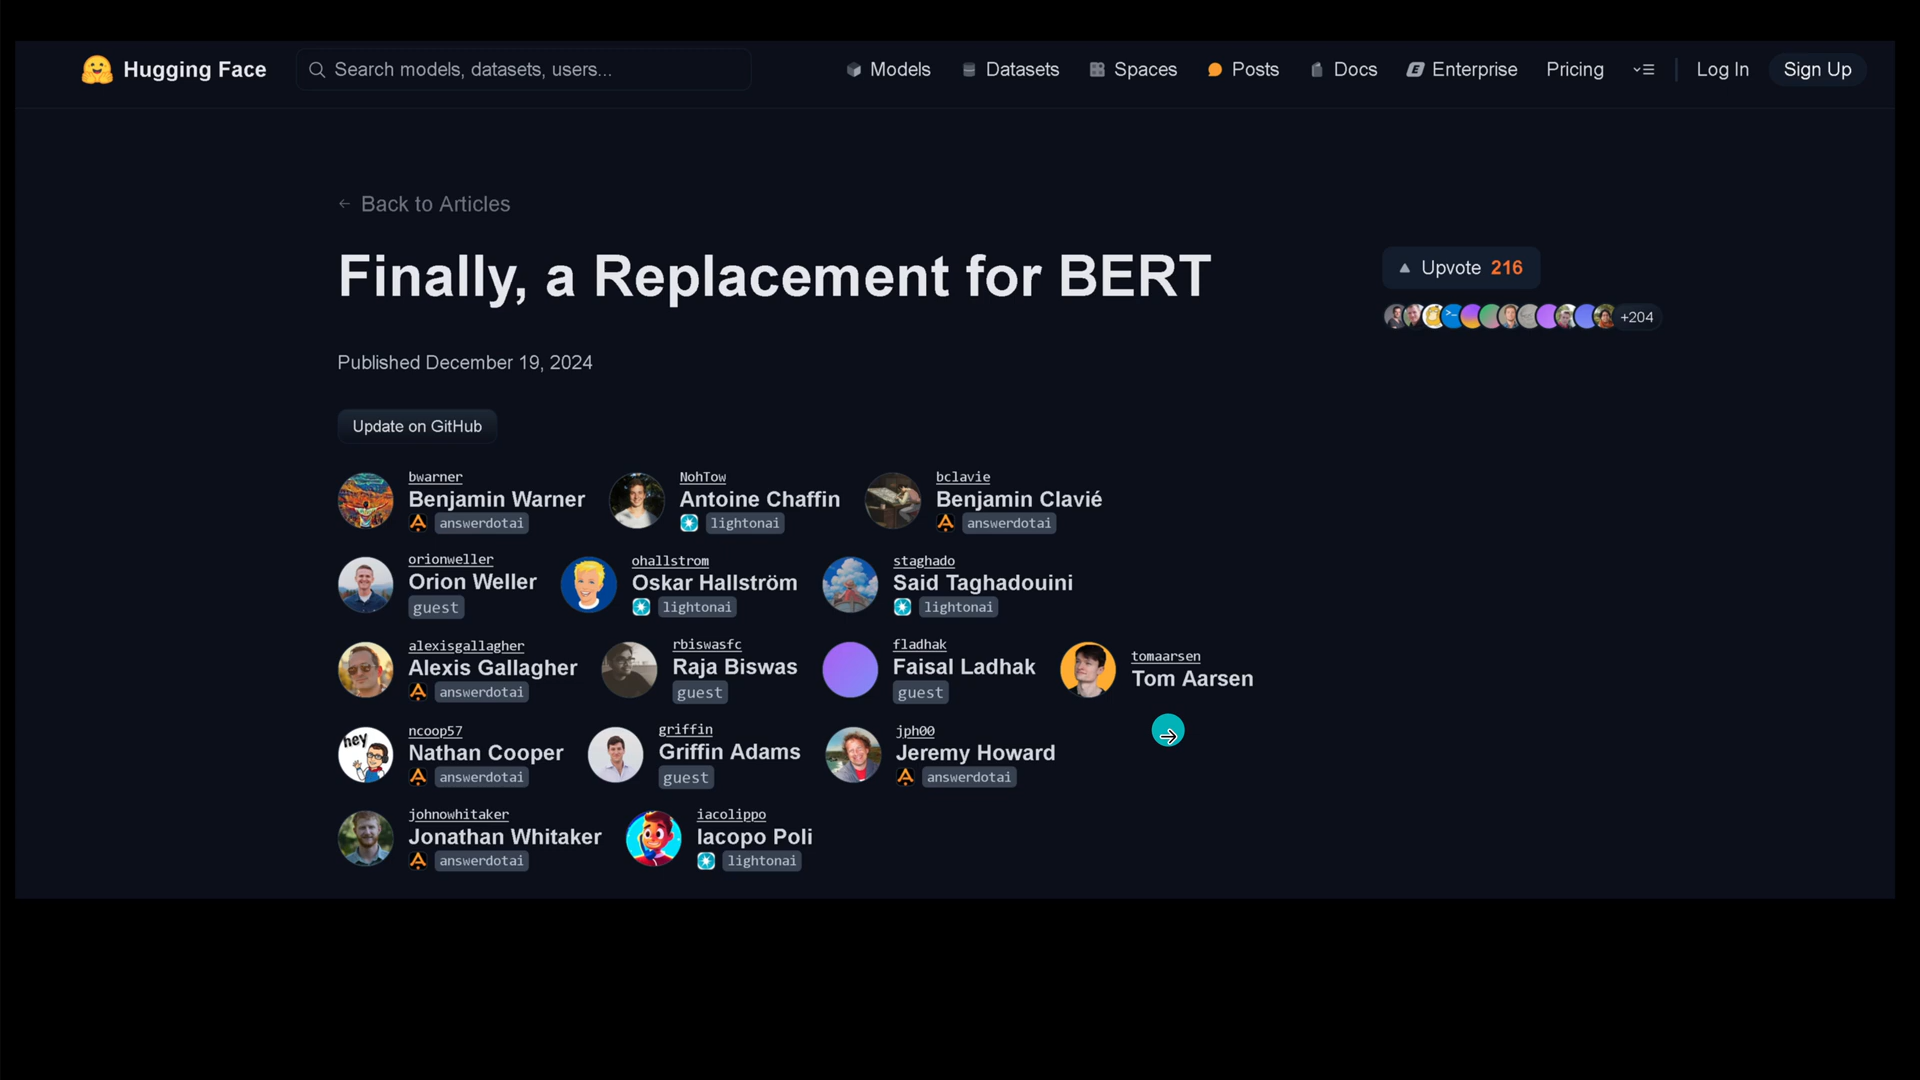 Hugging Face Search models, datasets, users... Models Datasets Spaces Posts Docs Enterprise Pricing Log In Sign Up
← Back to Articles
Finally, a Replacement for BERT
Upvote 216
+204
Published December 19, 2024
Update on GitHub
bwarner NohTow bclavie
Benjamin Warner Antoine Chaffin Benjamin Clavié
answerdotai lightonai answerdotai
orionweller ohallstrom staghado
Orion Weller Oskar Hallström Said Taghadouini
guest lightonai lightonai
alexisgallagher rbiswasfc fladhak tomaarsen
Alexis Gallagher Raja Biswas Faisal Ladhak Tom Aarsen
answerdotai guest guest
hey
ncoop57 griffin jph00
Nathan Cooper Griffin Adams Jeremy Howard
answerdotai guest answerdotai
johnowhitaker iacolippo
Jonathan Whitaker Iacopo Poli
answerdotai lightonai